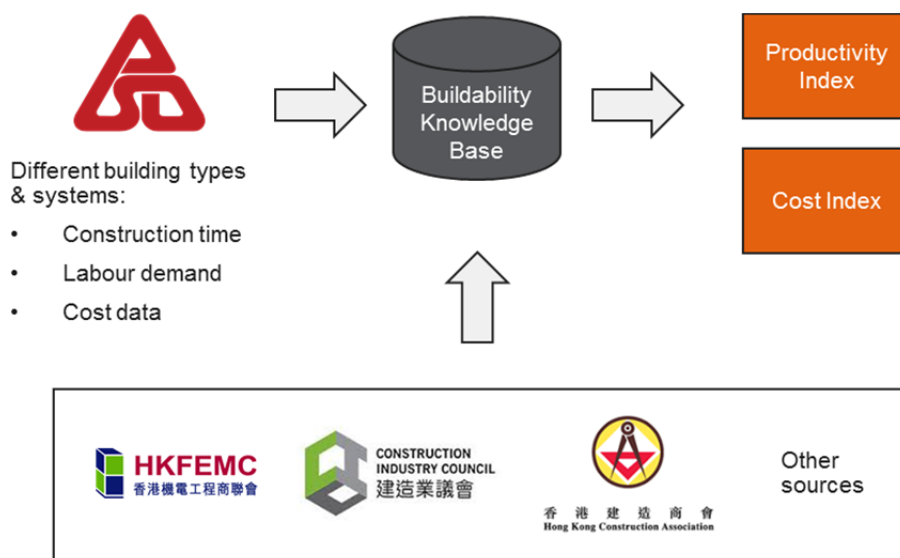 Different building types
& systems:
• Construction time
• Labour demand
• Cost data
Buildability
Knowledge
Base
Productivity
Index
Cost Index
HKFEMC
香港機電工程商聯會
CONSTRUCTION
INDUSTRY COUNCIL
建造業議會
香港建造商會
Hong Kong Construction Association
Other
sources